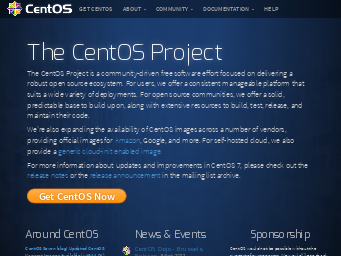 CentOS GET CENTOS ABOUT COMMUNITY DOCUMENTATION HELP
The CentOS Project
The CentOS Project is a community-driven free software effort focused on delivering a
robust open source ecosystem. For users, we offer a consistent manageable platform that
suits a wide variety of deployments. For open source communities, we offer a solid,
predictable base to build upon, along with extensive resources to build, test, release, and
maintain their code.
We're also expanding the availability of CentOS images across a number of vendors,
providing official images for Amazon, Google, and more. For self-hosted cloud, we also
provide a generic cloud-init enabled image.
For more information about updates and improvements in CentOS 7, please check out the
release notes or the release announcement in the mailing list archive.
Get CentOS Now
Around CentOS News & Events Sponsorship
CentOS Dojo - Brussels,